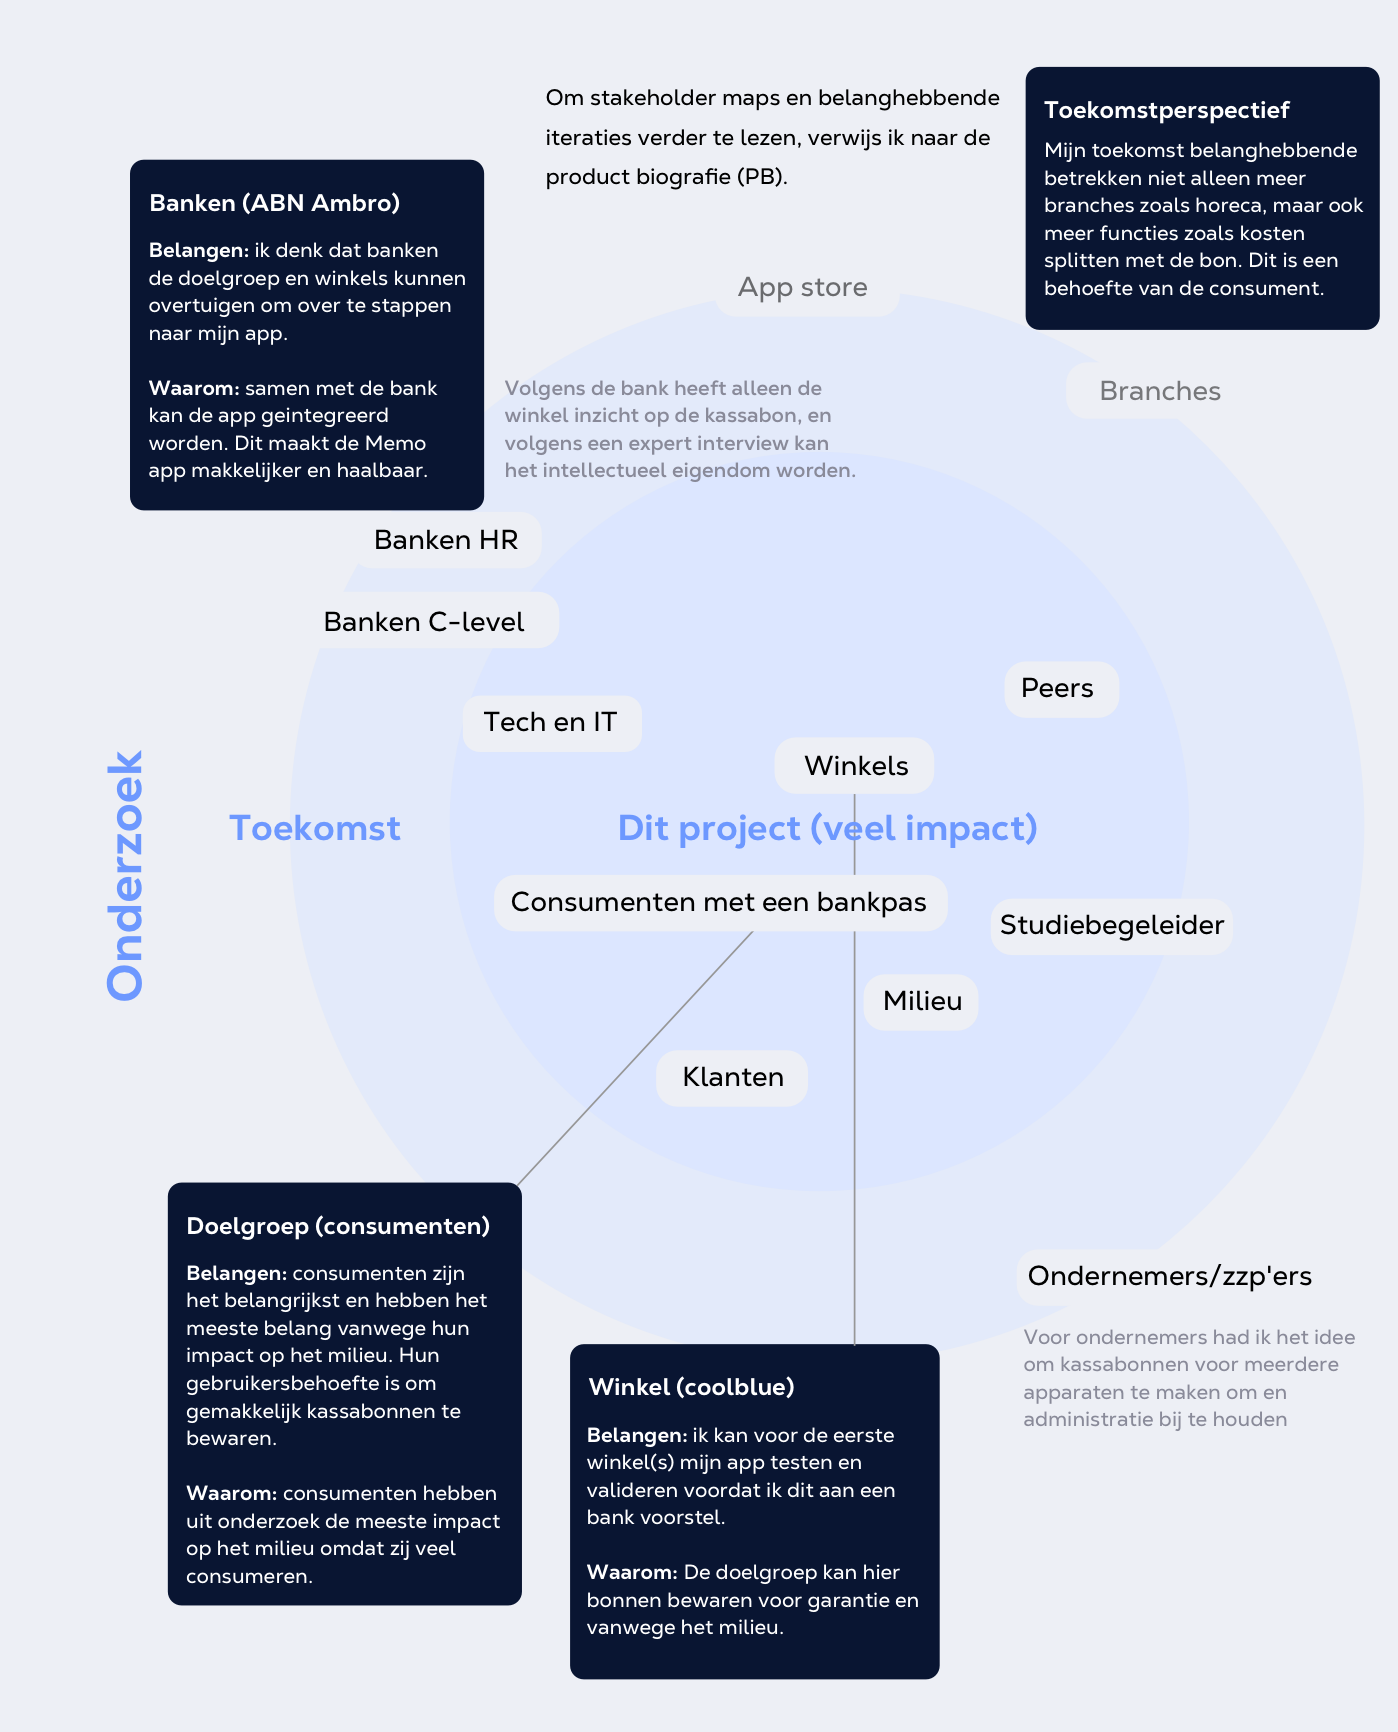 Om stakeholder maps en belanghebbende
iteraties verder te lezen, verwijs ik naar de
product biografie (PB).
Toekomstperspectief
Mijn toekomst belanghebbende
betrekken niet alleen meer
branches zoals horeca, maar ook
meer functies zoals kosten
splitten met de bon. Dit is een
behoefte van de consument.
Banken (ABN Ambro)
Belangen: ik denk dat banken
de doelgroep en winkels kunnen
overtuigen om over te stappen
naar mijn app.
Waarom: samen met de bank
kan de app geintegreerd
worden. Dit maakt de Memo
app makkelijker en haalbaar.
App store
Branches
Volgens de bank heeft alleen de
winkel inzicht op de kassabon, en
volgens een expert interview kan
het intellectueel eigendom worden.
Banken HR
Banken C-level
Peers
Tech en IT
Winkels
Onderzoek
Toekomst
Dit project (veel impact)
Consumenten met een bankpas
Studiebegeleider
Milieu
Klanten
Doelgroep (consumenten)
Belangen: consumenten zijn
het belangrijkst en hebben het
meeste belang vanwege hun
impact op het milieu. Hun
gebruikersbehoefte is om
gemakkelijk kassabonnen te
bewaren.
Waarom: consumenten hebben
uit onderzoek de meeste impact
op het milieu omdat zij veel
consumeren.
Winkel (coolblue)
Belangen: ik kan voor de eerste
winkel(s) mijn app testen en
valideren voordat ik dit aan een
bank voorstel.
Waarom: De doelgroep kan hier
bonnen bewaren voor garantie en
vanwege het milieu.
Ondernemers/zzp'ers
Voor ondernemers had ik het idee
om kassabonnen voor meerdere
apparaten te maken om en
administratie bij te houden